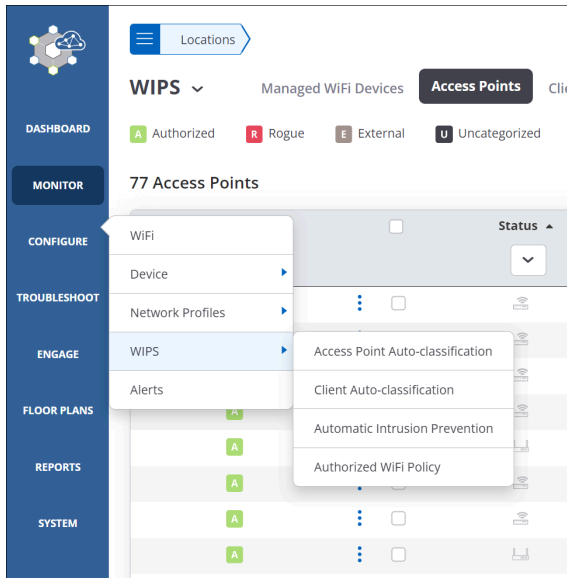 Locations
WIPS
Managed WiFi Devices
Access Points
Clie
DASHBOARD
A Authorized
R Rogue
E External
U Uncategorized
MONITOR
77 Access Points
CONFIGURE
WiFi
Status
Device
TROUBLESHOOT
Network Profiles
ENGAGE
WIPS
Access Point Auto-classification
Client Auto-classification
Alerts
FLOOR PLANS
A
Automatic Intrusion Prevention
A
REPORTS
Authorized WiFi Policy
A
SYSTEM
A
A